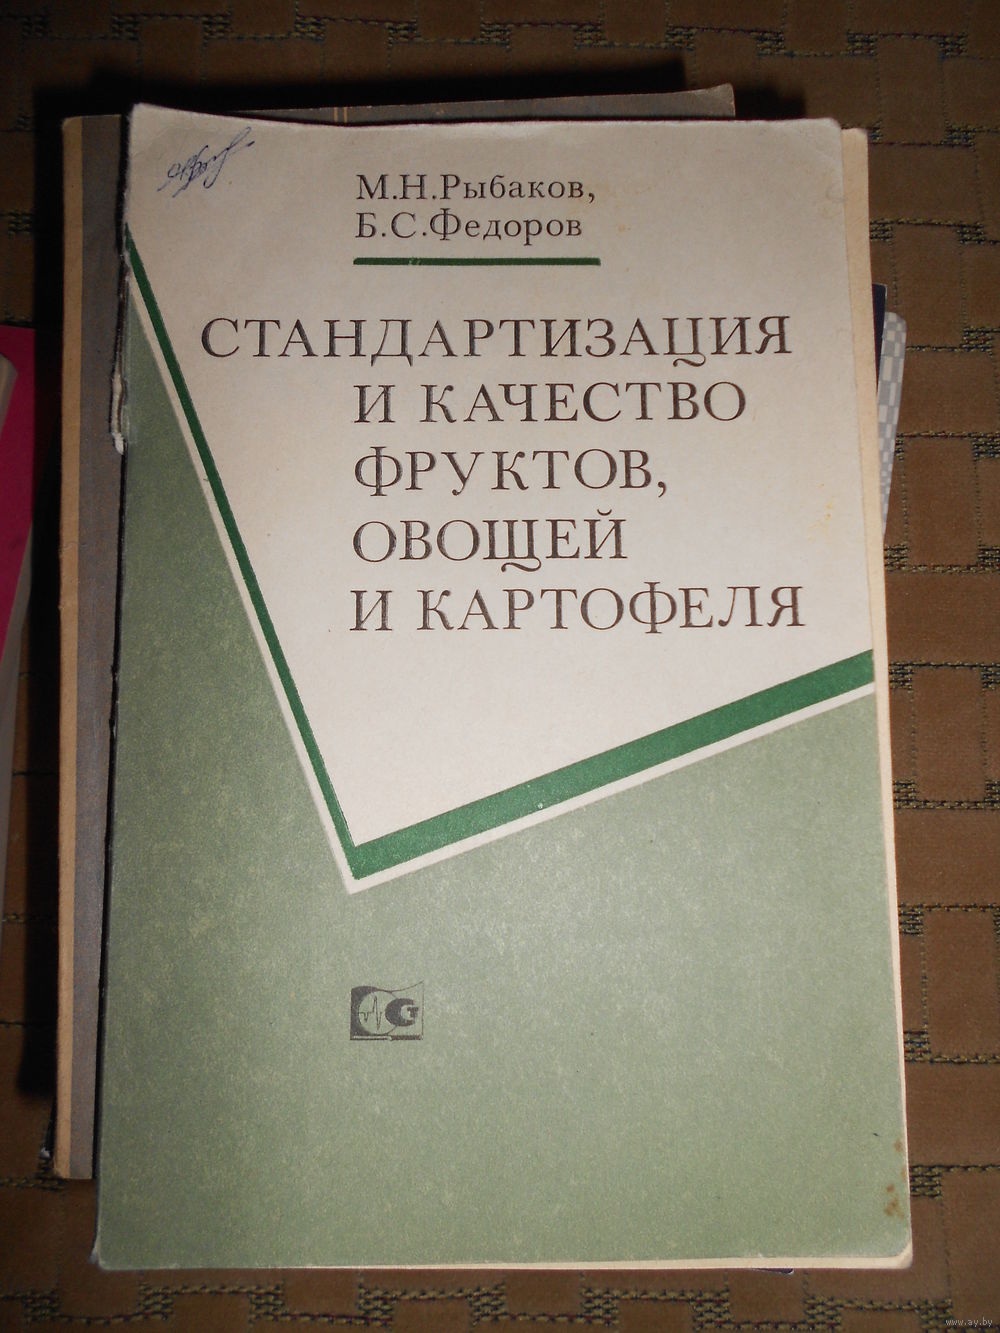 М.Н.Рыбаков,
Б.С.Федоров
СТАНДАРТИЗАЦИЯ
И КАЧЕСТВО
ФРУКТОВ,
ОВОЩЕЙ
И КАРТОФЕЛЯ
www.ay.by